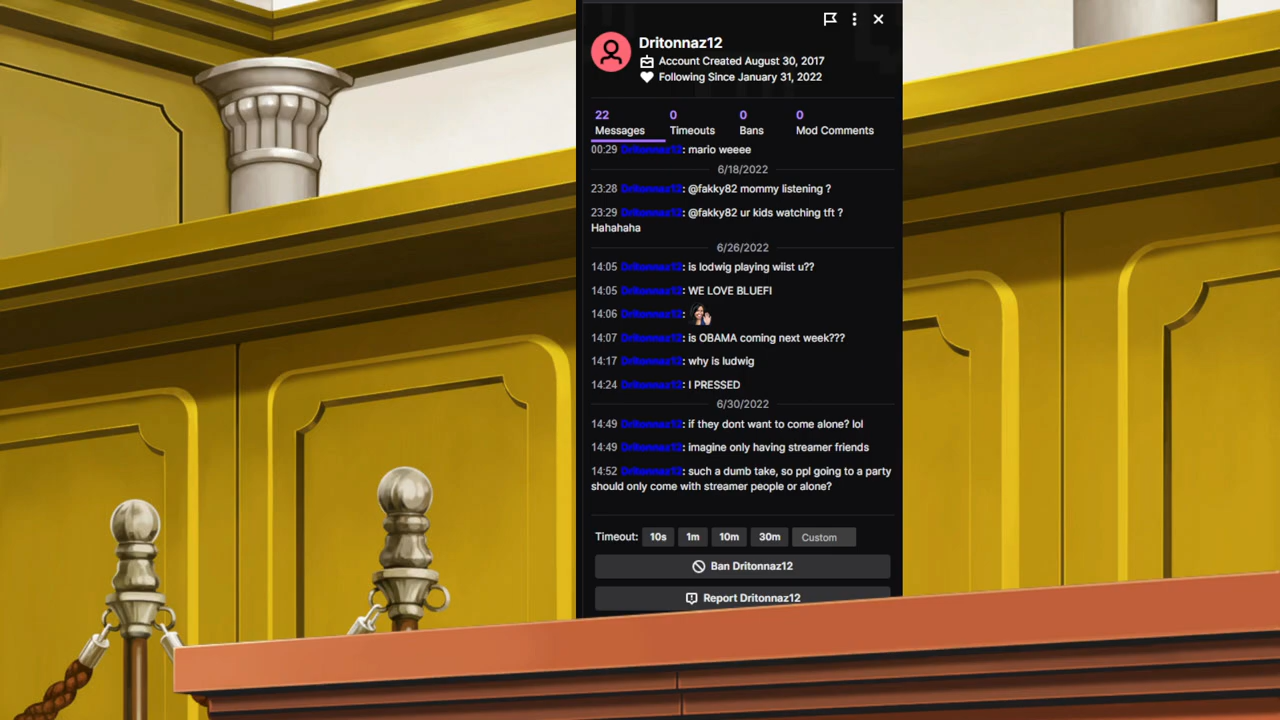 Dritonnaz12
Account Created August 30, 2017
Following Since January 31, 2022
22 0 0 0
Messages Timeouts Bans Mod Comments
00:29 Dritonnaz12: mario weeee
6/18/2022
23:28 Dritonnaz12: @fakky82 mommy listening ?
23:29 Dritonnaz12: @fakky82 ur kids watching tft ?
Hahahaha
6/26/2022
14:05 Dritonnaz12: is lodwig playing wiist u??
14:05 Dritonnaz12: WE LOVE BLUEFI
14:06 Dritonnaz12:
14:07 Dritonnaz12: is OBAMA coming next week???
14:17 Dritonnaz12: why is ludwig
14:24 Dritonnaz12: I PRESSED
6/30/2022
14:49 Dritonnaz12: if they dont want to come alone? lol
14:49 Dritonnaz12: imagine only having streamer friends
14:52 Dritonnaz12: such a dumb take, so ppl going to a party
should only come with streamer people or alone?
Timeout: 10s 1m 10m 30m Custom
Ban Dritonnaz12
Report Dritonnaz12